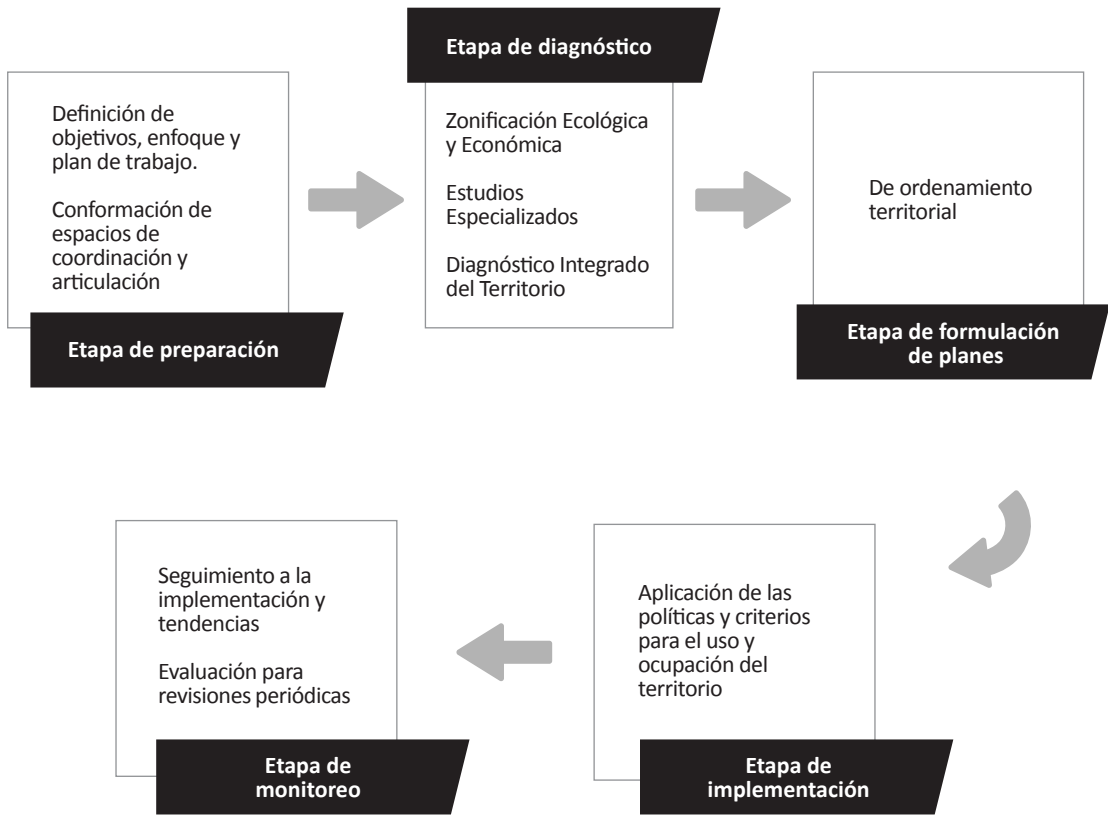 Definición de
objetivos, enfoque y
plan de trabajo.
Conformación de
espacios de
coordinación y
articulación
Etapa de preparación
Etapa de diagnóstico
Zonificación Ecológica
y Económica
Estudios
Especializados
Diagnóstico Integrado
del Territorio
De ordenamiento
territorial
Etapa de formulación
de planes
Aplicación de las
políticas y criterios
para el uso y
ocupación del
territorio
Etapa de
implementación
Seguimiento a la
implementación y
tendencias
Evaluación para
revisiones periódicas
Etapa de
monitoreo